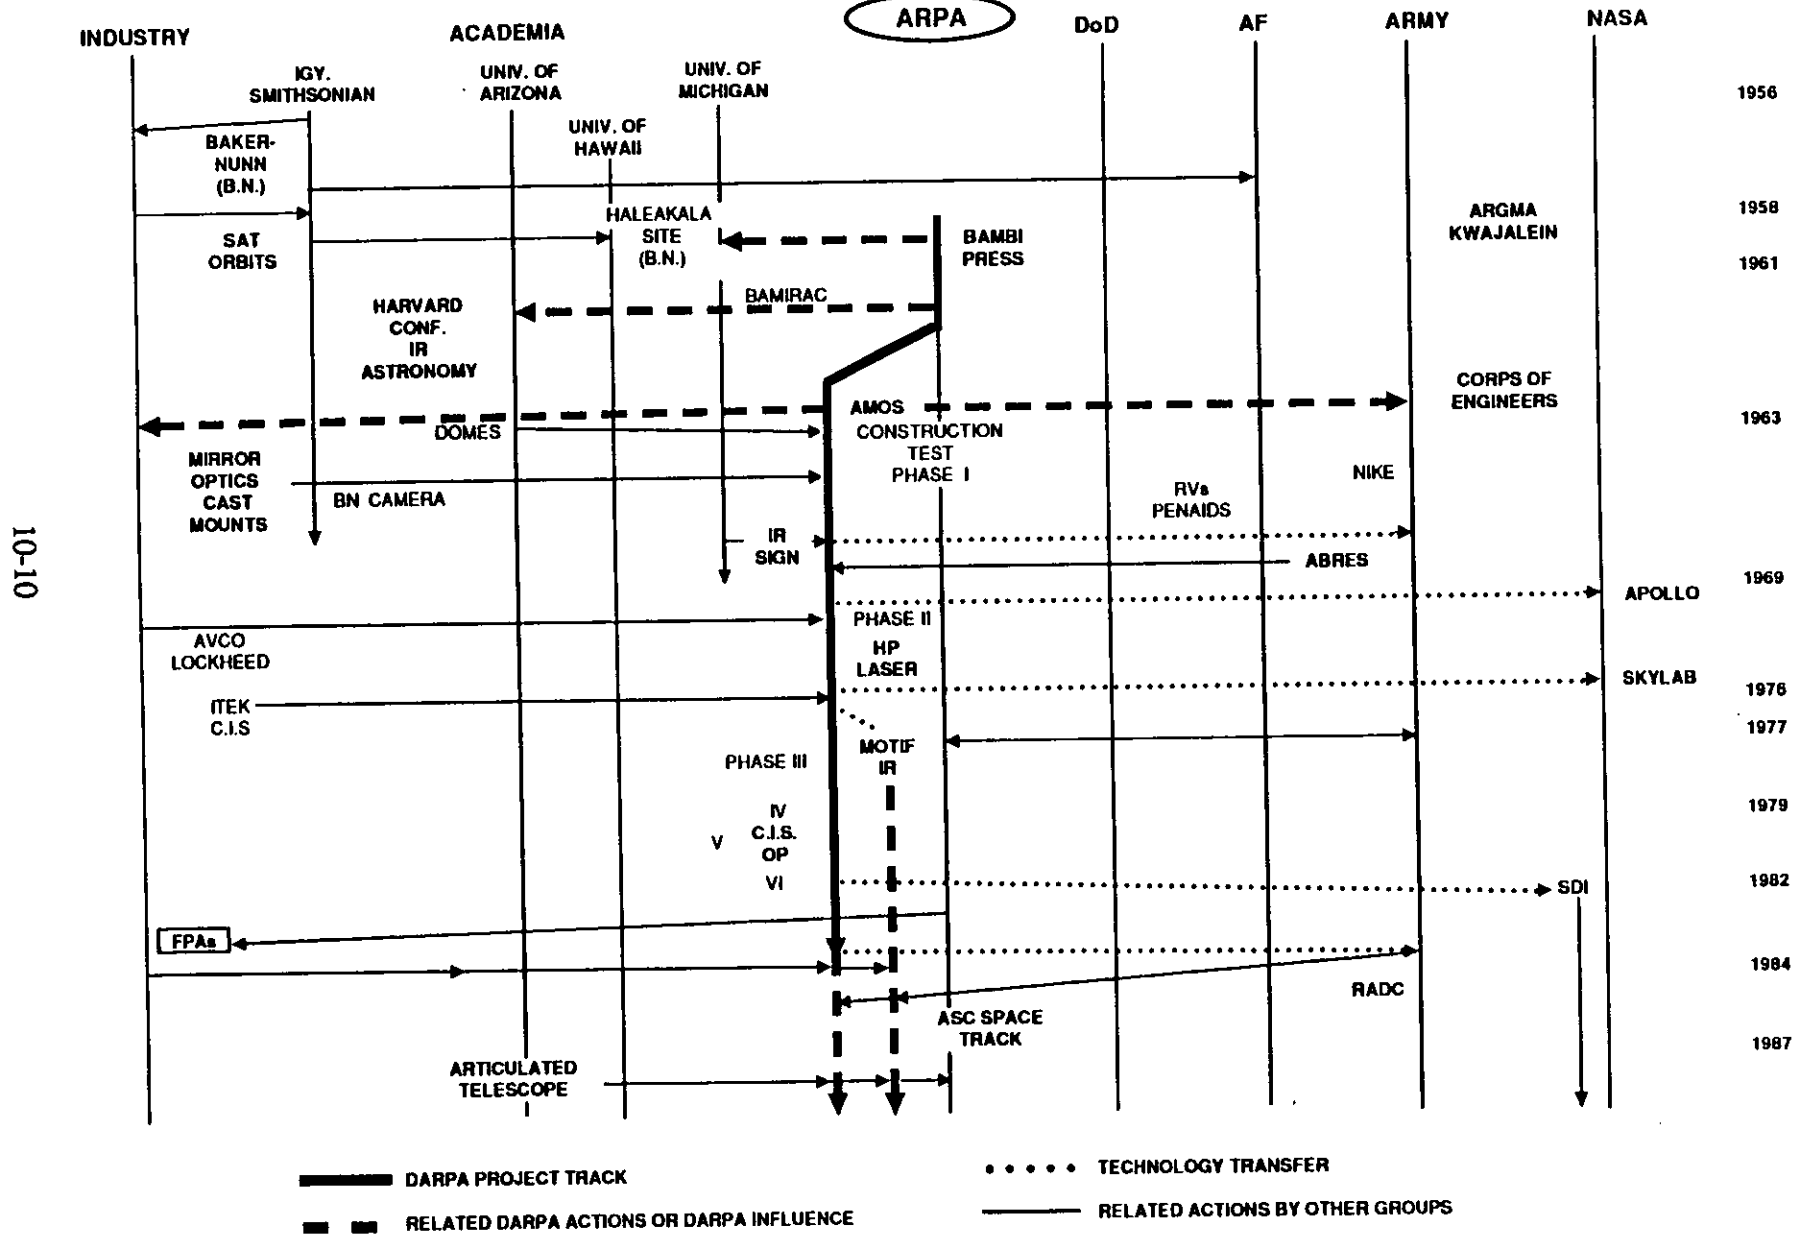 INDUSTRY
ACADEMIA
ARPA
DoD
AF
ARMY
NASA
IGY.
SMITHSONIAN
UNIV. OF
ARIZONA
UNIV. OF
MICHIGAN
1956
UNIV. OF
HAWAII
BAKER-
NUNN
(B.N.)
HALEAKALA
SITE
(B.N.)
ARGMA
KWAJALEIN
1958
SAT
ORBITS
BAMBI
PRESS
1961
BAMIRAC
HARVARD
CONF.
IR
ASTRONOMY
CORPS OF
ENGINEERS
AMOS
1963
DOMES
CONSTRUCTION
TEST
PHASE I
MIRROR
OPTICS
CAST
MOUNTS
BN CAMERA
NIKE
RVs
PENAIDS
IR
SIGN
ABRES
1969
APOLLO
AVCO
LOCKHEED
PHASE II
HP
LASER
SKYLAB
1976
ITEK
C.I.S
1977
MOTIF
IR
PHASE III
1979
IV
C.I.S.
OP
V
VI
SDI
1982
FPAs
1984
RADC
ASC SPACE
TRACK
1987
ARTICULATED
TELESCOPE
10-10
DARPA PROJECT TRACK
TECHNOLOGY TRANSFER
RELATED DARPA ACTIONS OR DARPA INFLUENCE
RELATED ACTIONS BY OTHER GROUPS